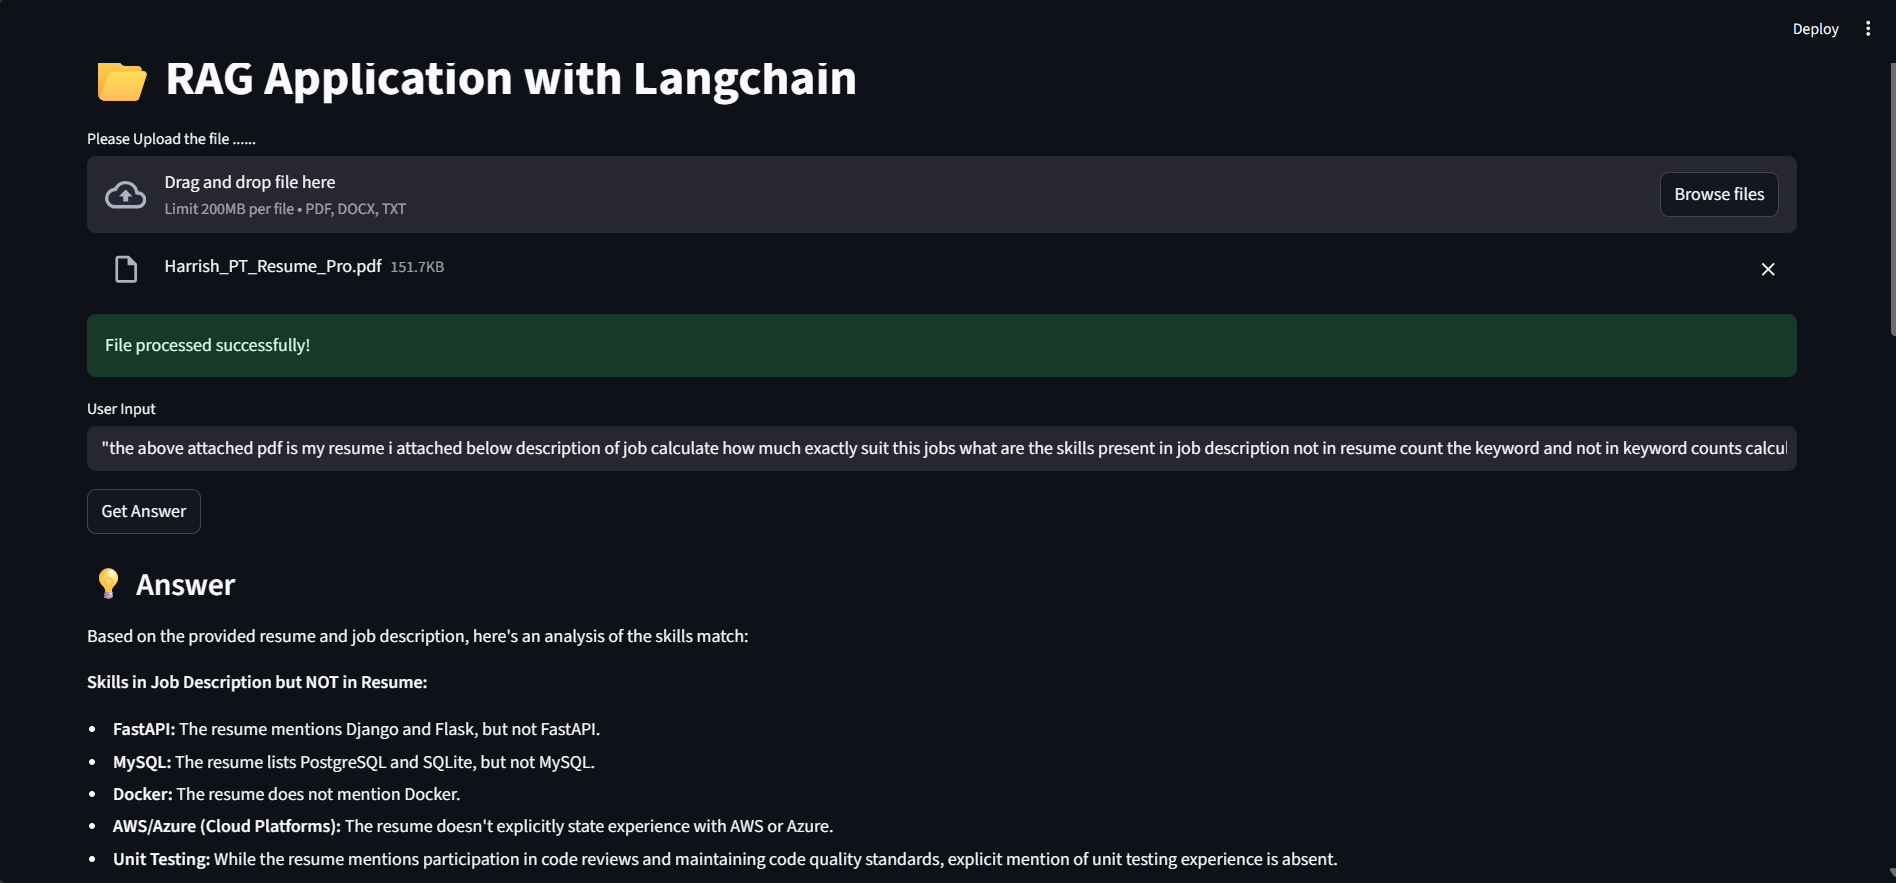 Deploy
RAG Application with Langchain
Please Upload the file ......
Drag and drop file here
Limit 200MB per file • PDF, DOCX, TXT
Browse files
Harrish_PT_Resume_Pro.pdf 151.7KB
File processed successfully!
User Input
"the above attached pdf is my resume i attached below description of job calculate how much exactly suit this jobs what are the skills present in job description not in resume count the keyword and not in keyword counts calcul
Get Answer
Answer
Based on the provided resume and job description, here's an analysis of the skills match:
Skills in Job Description but NOT in Resume:
• FastAPI: The resume mentions Django and Flask, but not FastAPI.
• MySQL: The resume lists PostgreSQL and SQLite, but not MySQL.
• Docker: The resume does not mention Docker.
• AWS/Azure (Cloud Platforms): The resume doesn't explicitly state experience with AWS or Azure.
• Unit Testing: While the resume mentions participation in code reviews and maintaining code quality standards, explicit mention of unit testing experience is absent.